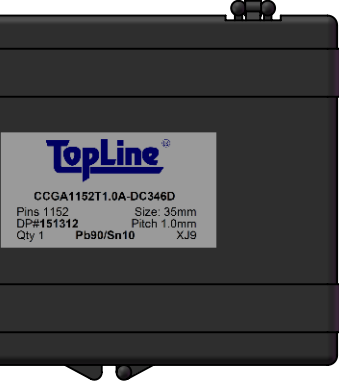 TopLine®
CCGA1152T1.0A-DC346D
Pins 1152 Size: 35mm
DP#151312 Pitch 1.0mm
Qty 1 Pb90/Sn10 XJ9